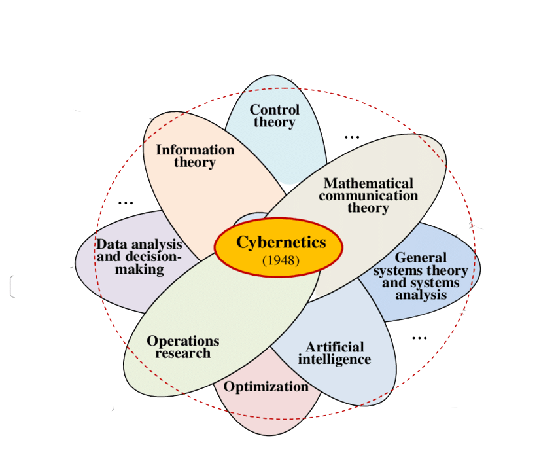 Control
theory
...
Information
theory
Mathematical
communication
theory
...
Cybernetics
(1948)
Data analysis
and decision-
making
General
systems theory
and systems
analysis
...
Operations
research
Artificial
intelligence
Optimization